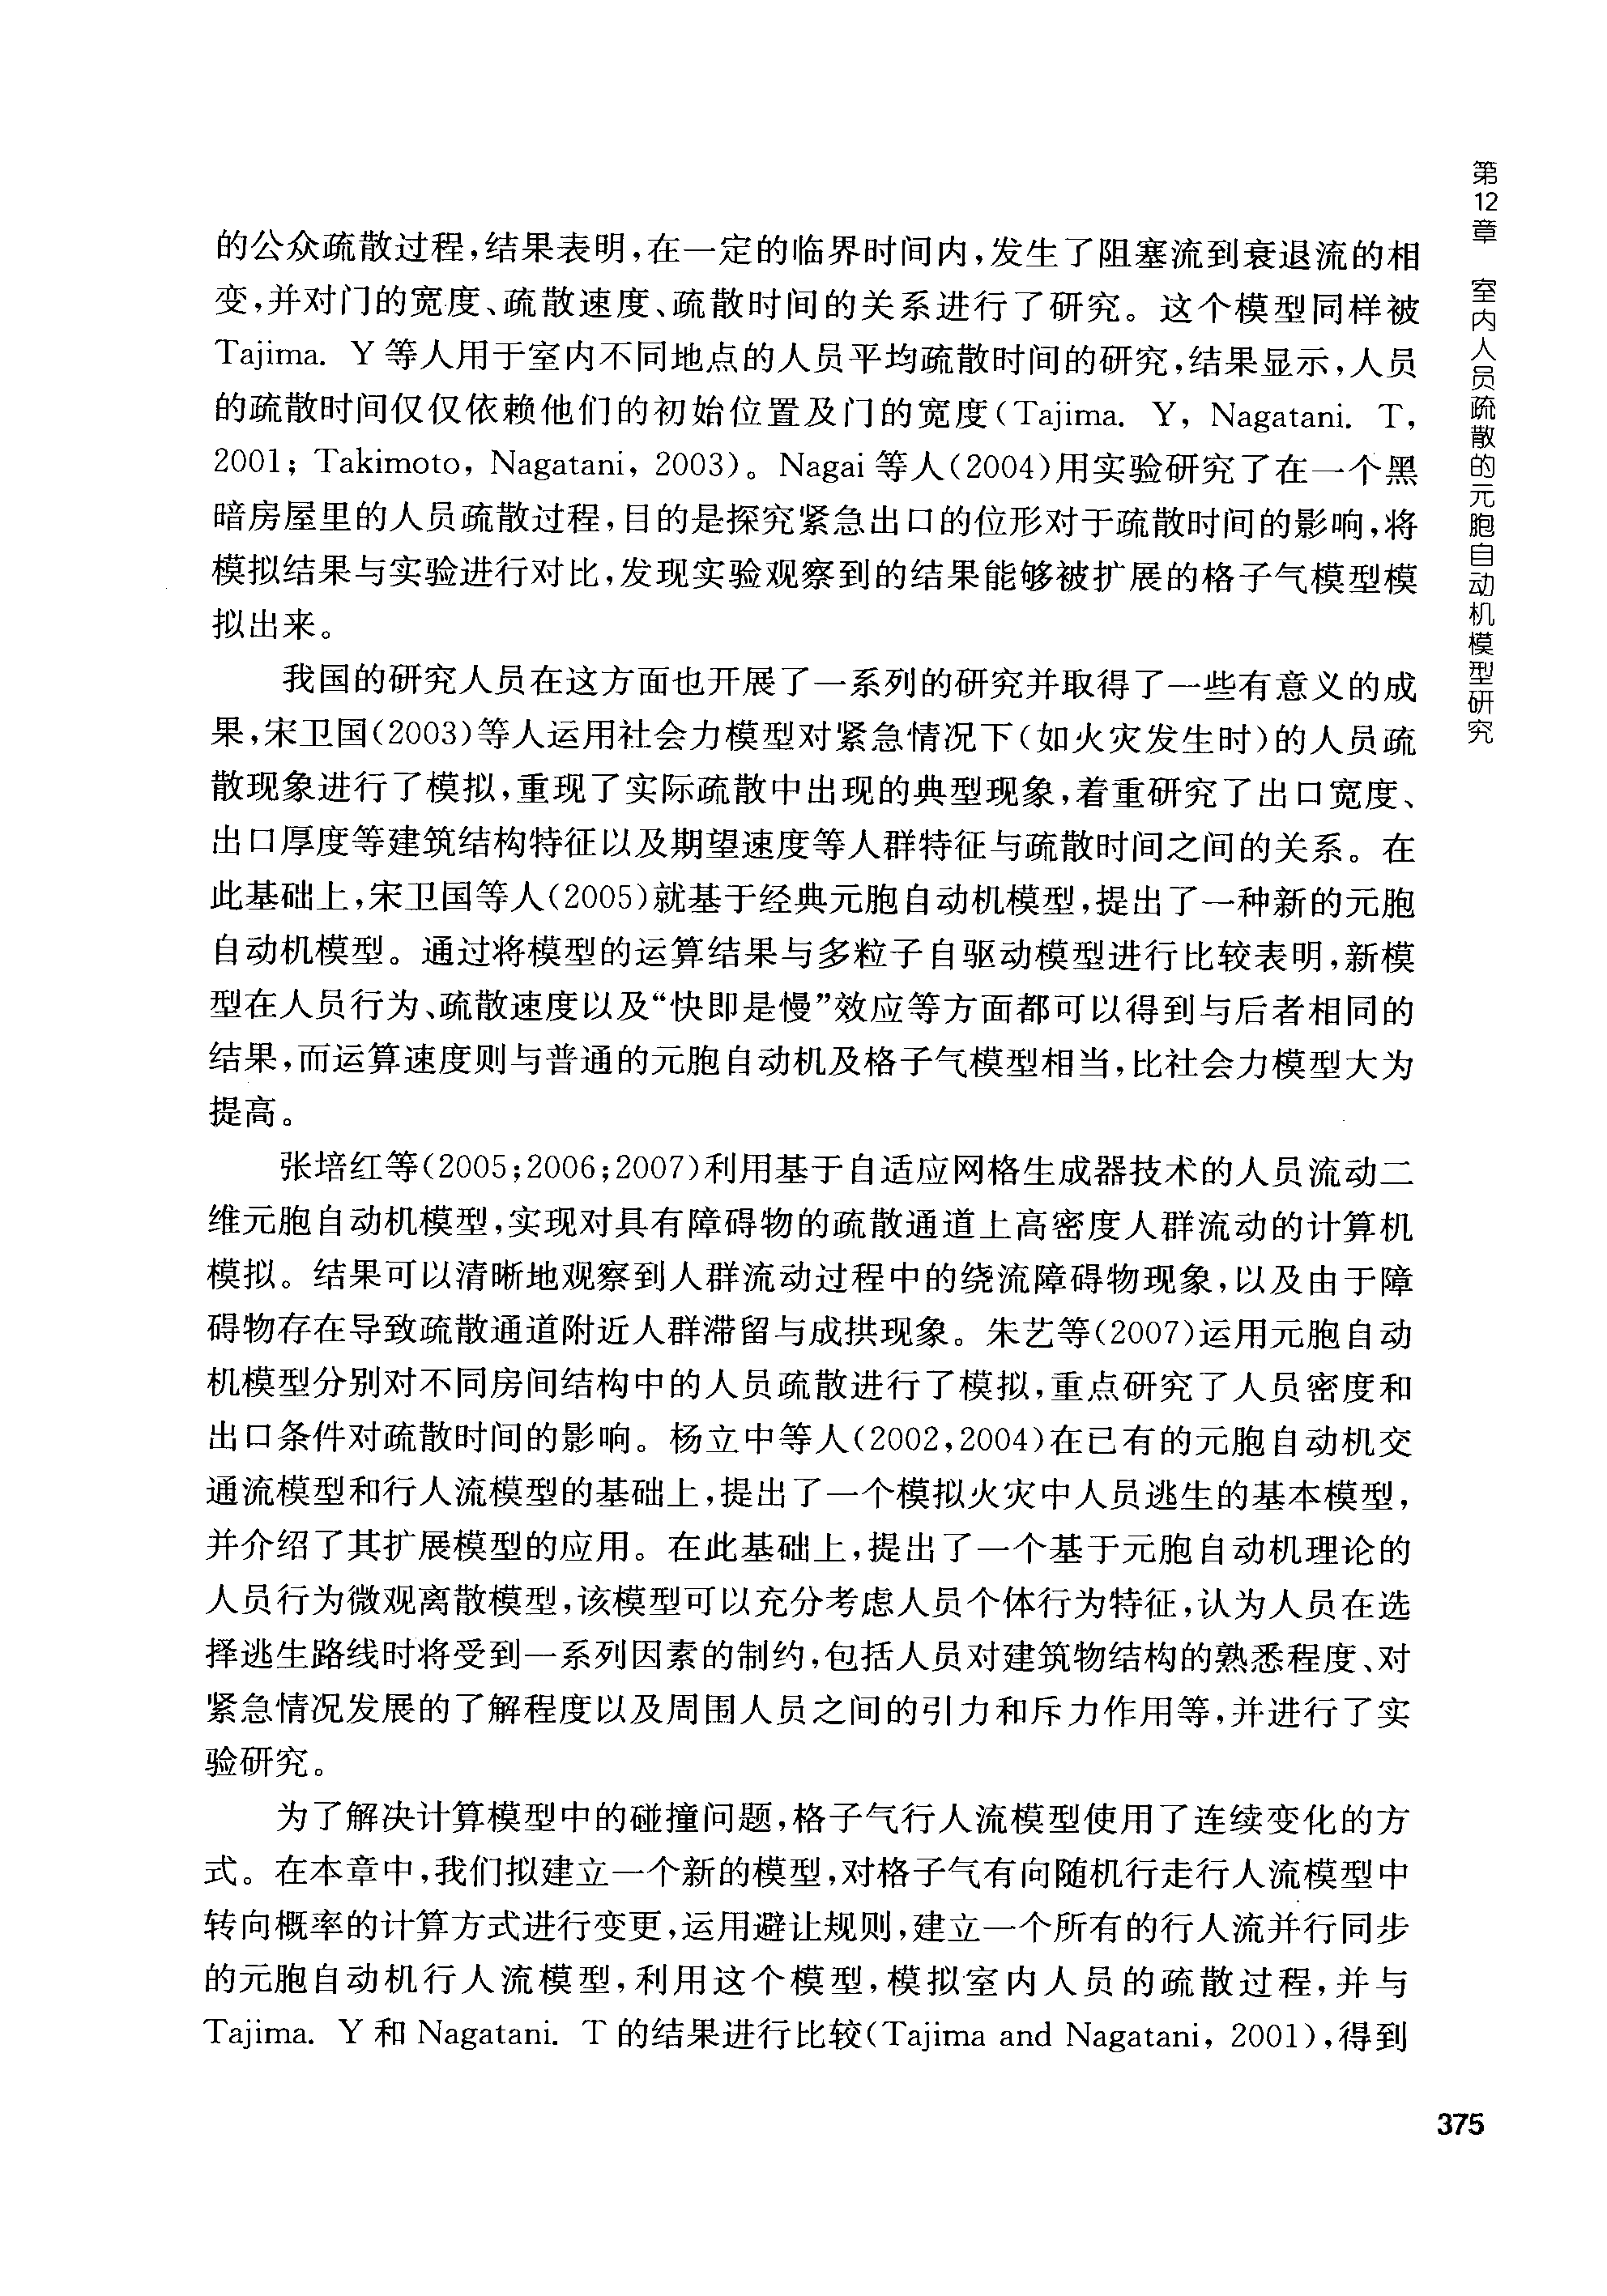 第12章 室内人员疏散的元胞自动机模型研究
的公众疏散过程,结果表明,在一定的临界时间内,发生了阻塞流到衰退流的相
变,并对门的宽度、疏散速度、疏散时间的关系进行了研究。这个模型同样被
Tajima. Y 等人用于室内不同地点的人员平均疏散时间的研究,结果显示,人员
的疏散时间仅仅依赖他们的初始位置及门的宽度(Tajima. Y, Nagatani. T,
2001; Takimoto, Nagatani, 2003)。Nagai 等人(2004)用实验研究了在一个黑
暗房屋里的人员疏散过程,目的是探究紧急出口的位形对于疏散时间的影响,将
模拟结果与实验进行对比,发现实验观察到的结果能够被扩展的格子气模型模
拟出来。
我国的研究人员在这方面也开展了一系列的研究并取得了一些有意义的成
果,宋卫国(2003)等人运用社会力模型对紧急情况下(如火灾发生时)的人员疏
散现象进行了模拟,重现了实际疏散中出现的典型现象,着重研究了出口宽度、
出口厚度等建筑结构特征以及期望速度等人群特征与疏散时间之间的关系。在
此基础上,宋卫国等人(2005)就基于经典元胞自动机模型,提出了一种新的元胞
自动机模型。通过将模型的运算结果与多粒子自驱动模型进行比较表明,新模
型在人员行为、疏散速度以及“快即是慢”效应等方面都可以得到与后者相同的
结果,而运算速度则与普通的元胞自动机及格子气模型相当,比社会力模型大为
提高。
张培红等(2005;2006;2007)利用基于自适应网格生成器技术的人员流动二
维元胞自动机模型,实现对具有障碍物的疏散通道上高密度人群流动的计算机
模拟。结果可以清晰地观察到人群流动过程中的绕流障碍物现象,以及由于障
碍物存在导致疏散通道附近人群滞留与成拱现象。朱艺等(2007)运用元胞自动
机模型分别对不同房间结构中的人员疏散进行了模拟,重点研究了人员密度和
出口条件对疏散时间的影响。杨立中等人(2002,2004)在已有的元胞自动机交
通流模型和行人流模型的基础上,提出了一个模拟火灾中人员逃生的基本模型,
并介绍了其扩展模型的应用。在此基础上,提出了一个基于元胞自动机理论的
人员行为微观离散模型,该模型可以充分考虑人员个体行为特征,认为人员在选
择逃生路线时将受到一系列因素的制约,包括人员对建筑物结构的熟悉程度、对
紧急情况发展的了解程度以及周围人员之间的引力和斥力作用等,并进行了实
验研究。
为了解决计算模型中的碰撞问题,格子气行人流模型使用了连续变化的方
式。在本章中,我们拟建立一个新的模型,对格子气有向随机行走行人流模型中
转向概率的计算方式进行变更,运用避让规则,建立一个所有的行人流并行同步
的元胞自动机行人流模型,利用这个模型,模拟室内人员的疏散过程,并与
Tajima. Y 和 Nagatani. T 的结果进行比较(Tajima and Nagatani, 2001),得到
375